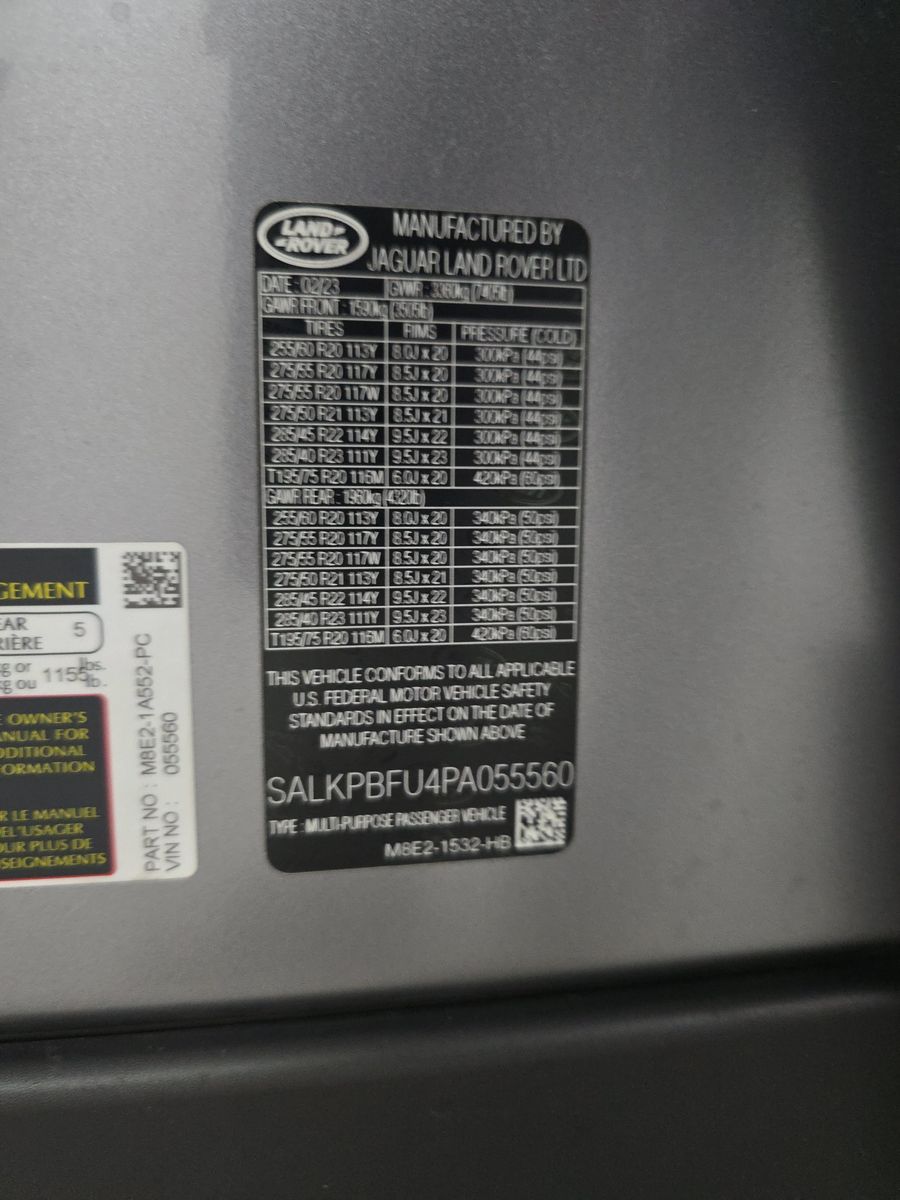 LAND
ROVER
MANUFACTURED BY
JAGUAR LAND ROVER LTD
DATE : 02/23 GVWR : 3360kg (7405lb)
GAWR FRONT : 1590kg (3505lb)
TIRES RIMS PRESSURE (COLD)
255/60 R20 113Y 8.0J x 20 300kPa (44psi)
275/55 R20 117Y 8.5J x 20 300kPa (44psi)
275/55 R20 117W 8.5J x 20 300kPa (44psi)
275/50 R21 113Y 8.5J x 21 300kPa (44psi)
285/45 R22 114Y 9.5J x 22 300kPa (44psi)
285/40 R23 111Y 9.5J x 23 300kPa (44psi)
T195/75 R20 116M 6.0J x 20 420kPa (60psi)
GAWR REAR : 1960kg (4320lb)
255/60 R20 113Y 8.0J x 20 340kPa (50psi)
275/55 R20 117Y 8.5J x 20 340kPa (50psi)
275/55 R20 117W 8.5J x 20 340kPa (50psi)
275/50 R21 113Y 8.5J x 21 340kPa (50psi)
285/45 R22 114Y 9.5J x 22 340kPa (50psi)
285/40 R23 111Y 9.5J x 23 340kPa (50psi)
T195/75 R20 116M 6.0J x 20 420kPa (60psi)
THIS VEHICLE CONFORMS TO ALL APPLICABLE
U.S. FEDERAL MOTOR VEHICLE SAFETY
STANDARDS IN EFFECT ON THE DATE OF
MANUFACTURE SHOWN ABOVE
SALKPBFU4PA055560
TYPE : MULTI-PURPOSE PASSENGER VEHICLE
M8E2-1532-HB
GEMENT
EAR
RIÈRE 5
kg or 1155 lbs.
kg ou lb.
E OWNER'S
ANUAL FOR
DDITIONAL
FORMATION
R LE MANUEL
DEL'USAGER
OUR PLUS DE
SEIGNEMENTS
PART NO : M8E2-1A552-PC
VIN NO : 055560